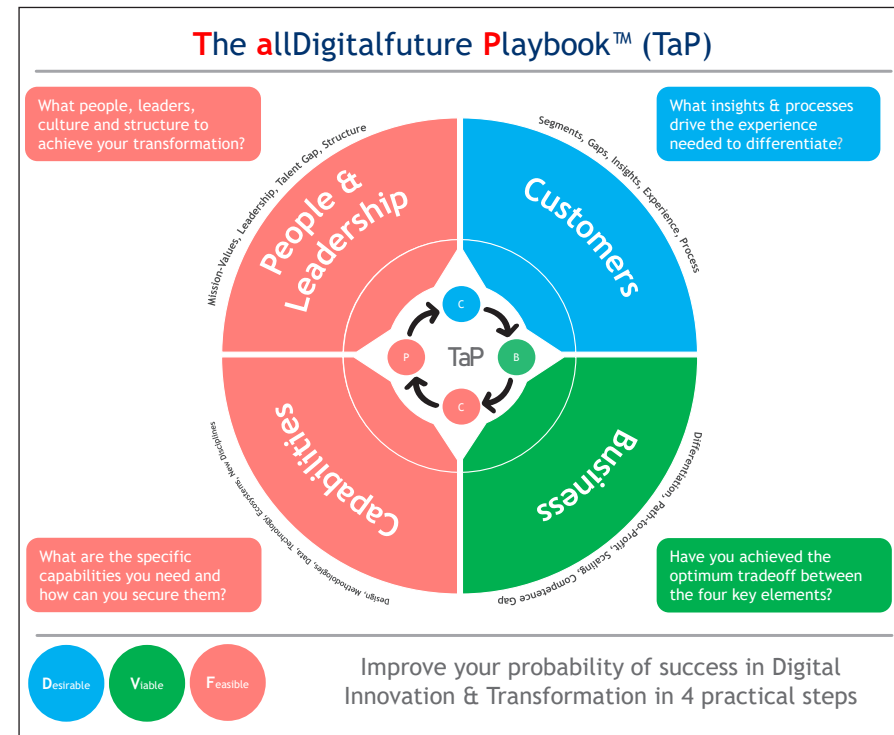 The allDigitalfuture Playbook™ (TaP)
What people, leaders,
culture and structure to
achieve your transformation?
What insights & processes
drive the experience
needed to differentiate?
Mission-Values, Leadership, Talent Gap, Structure
Segments, Gaps, Insights, Experience, Process
People &
Leadership
Customers
C
P
TaP
B
C
Capabilities
Business
Design, Methodologies, Data, Technology, Ecosystems, New Disciplines
Differentiation, Path-to-Profit, Scaling, Competence Gap
What are the specific
capabilities you need and
how can you secure them?
Have you achieved the
optimum tradeoff between
the four key elements?
Desirable
Viable
Feasible
Improve your probability of success in Digital
Innovation & Transformation in 4 practical steps